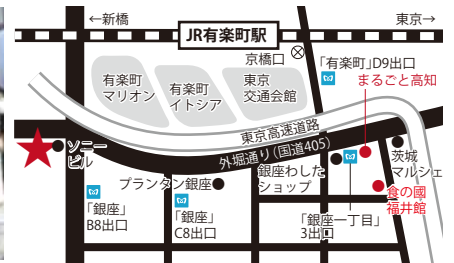 ←新橋
東京→
JR有楽町駅
京橋口
「有楽町」D9出口
まるごと高知
有楽町
マリオン
有楽町
イトシア
東京
交通会館
東京高速道路
外堀通り(国道405)
ソニー
ビル
プランタン銀座
銀座わした
ショップ
茨城
マルシェ
食の國
福井館
「銀座」
B8出口
「銀座」
C8出口
「銀座一丁目」
3出口